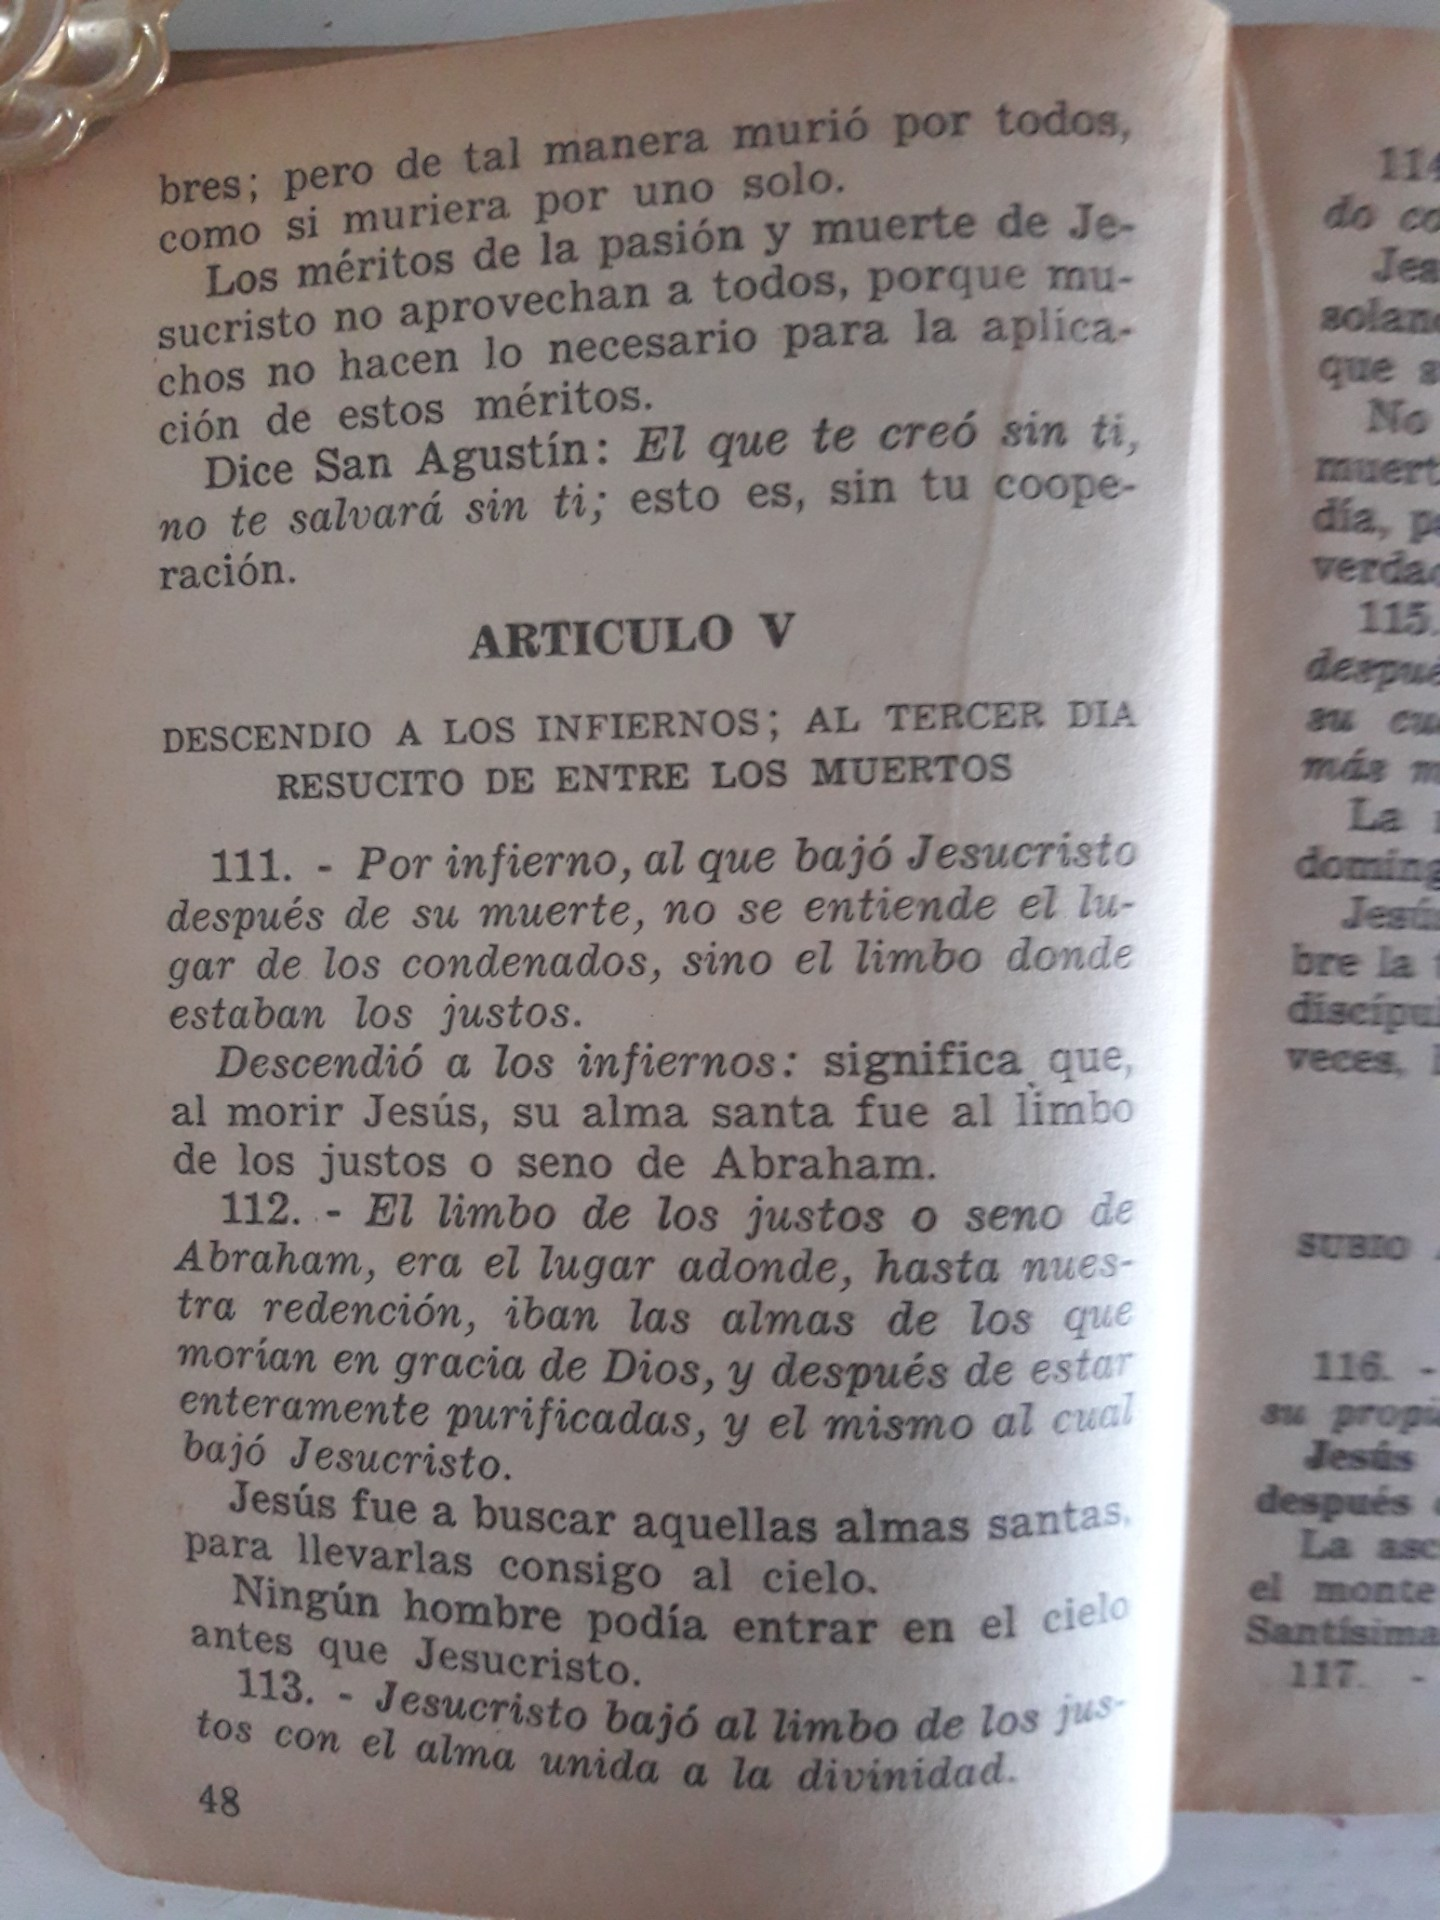 bres; pero de tal manera murió por todos,
como si muriera por uno solo.
Los méritos de la pasión y muerte de Je-
sucristo no aprovechan a todos, porque mu-
chos no hacen lo necesario para la aplica-
ción de estos méritos.
Dice San Agustín: El que te creó sin ti,
no te salvará sin ti; esto es, sin tu coope-
ración.
ARTICULO V
DESCENDIO A LOS INFIERNOS; AL TERCER DIA
RESUCITO DE ENTRE LOS MUERTOS
111. - Por infierno, al que bajó Jesucristo
después de su muerte, no se entiende el lu-
gar de los condenados, sino el limbo donde
estaban los justos.
Descendió a los infiernos: significa que,
al morir Jesús, su alma santa fue al limbo
de los justos o seno de Abraham.
112. - El limbo de los justos o seno de
Abraham, era el lugar adonde, hasta nues-
tra redención, iban las almas de los que
morían en gracia de Dios, y después de estar
enteramente purificadas, y el mismo al cual
bajó Jesucristo.
Jesús fue a buscar aquellas almas santas,
para llevarlas consigo al cielo.
Ningún hombre podía entrar en el cielo
antes que Jesucristo.
113. - Jesucristo bajó al limbo de los jus-
tos con el alma unida a la divinidad.
48
114
do
que
No
día,
115.
su
más
La
bre la
veces,
SUBIO
116. -
su
Jesús
después
La
el monte
117. -